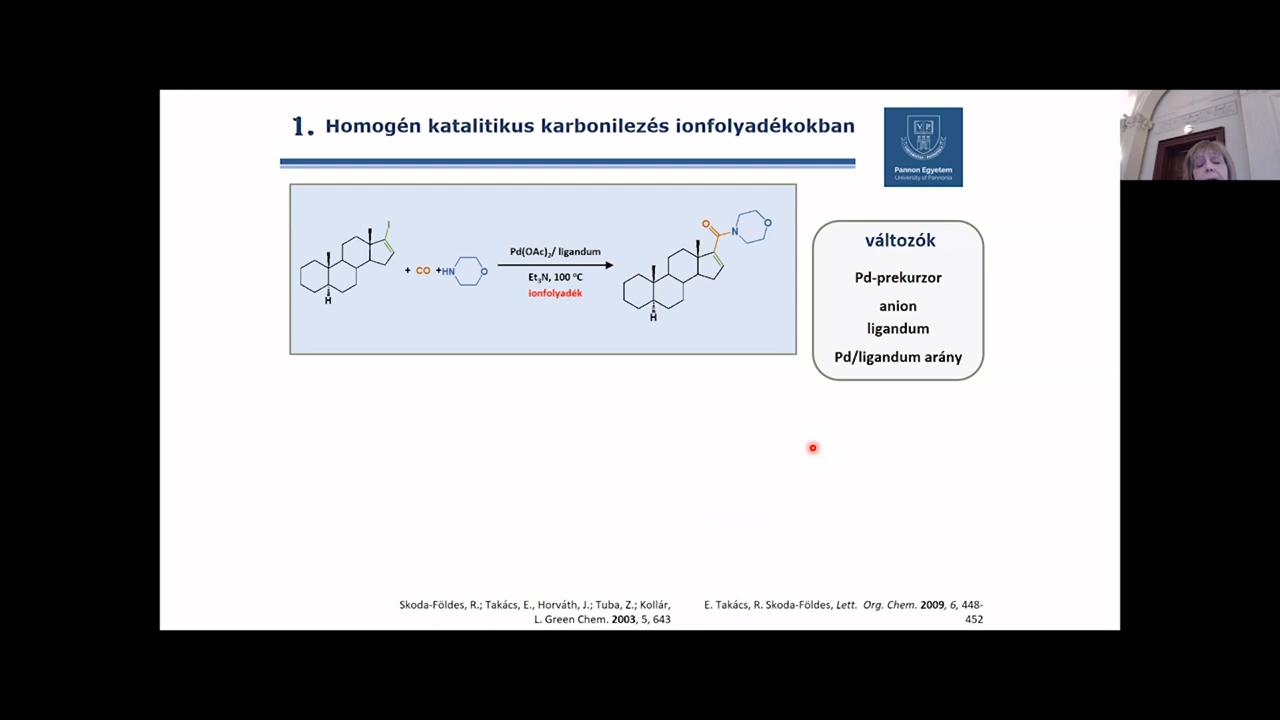 1. Homogén katalitikus karbonilezés ionfolyadékokban
VP
Pannon Egyetem
University of Pannonia
I
H
+ CO +HN
O
Pd(OAc)₂/ ligandum
Et₃N, 100 °C
ionfolyadék
O
N
O
H
változók
Pd-prekurzor
anion
ligandum
Pd/ligandum arány
Skoda-Földes, R.; Takács, E., Horváth, J.; Tuba, Z.; Kollár,
L. Green Chem. 2003, 5, 643
E. Takács, R. Skoda-Földes, Lett. Org. Chem. 2009, 6, 448-
452